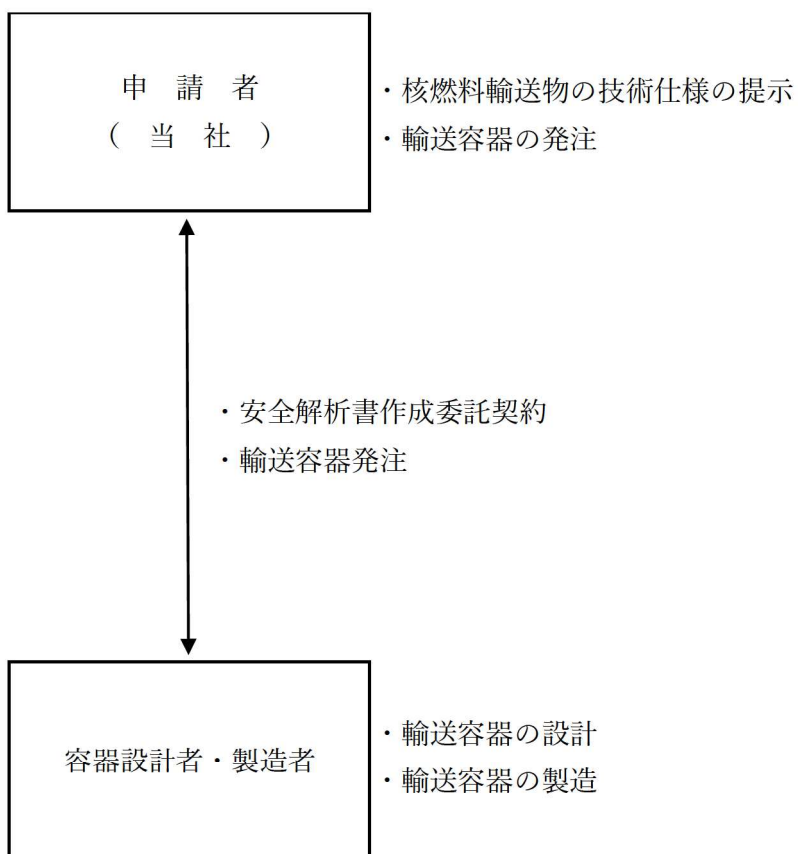 申 請 者
( 当 社 )
・核燃料輸送物の技術仕様の提示
・輸送容器の発注
・安全解析書作成委託契約
・輸送容器発注
容器設計者・製造者
・輸送容器の設計
・輸送容器の製造